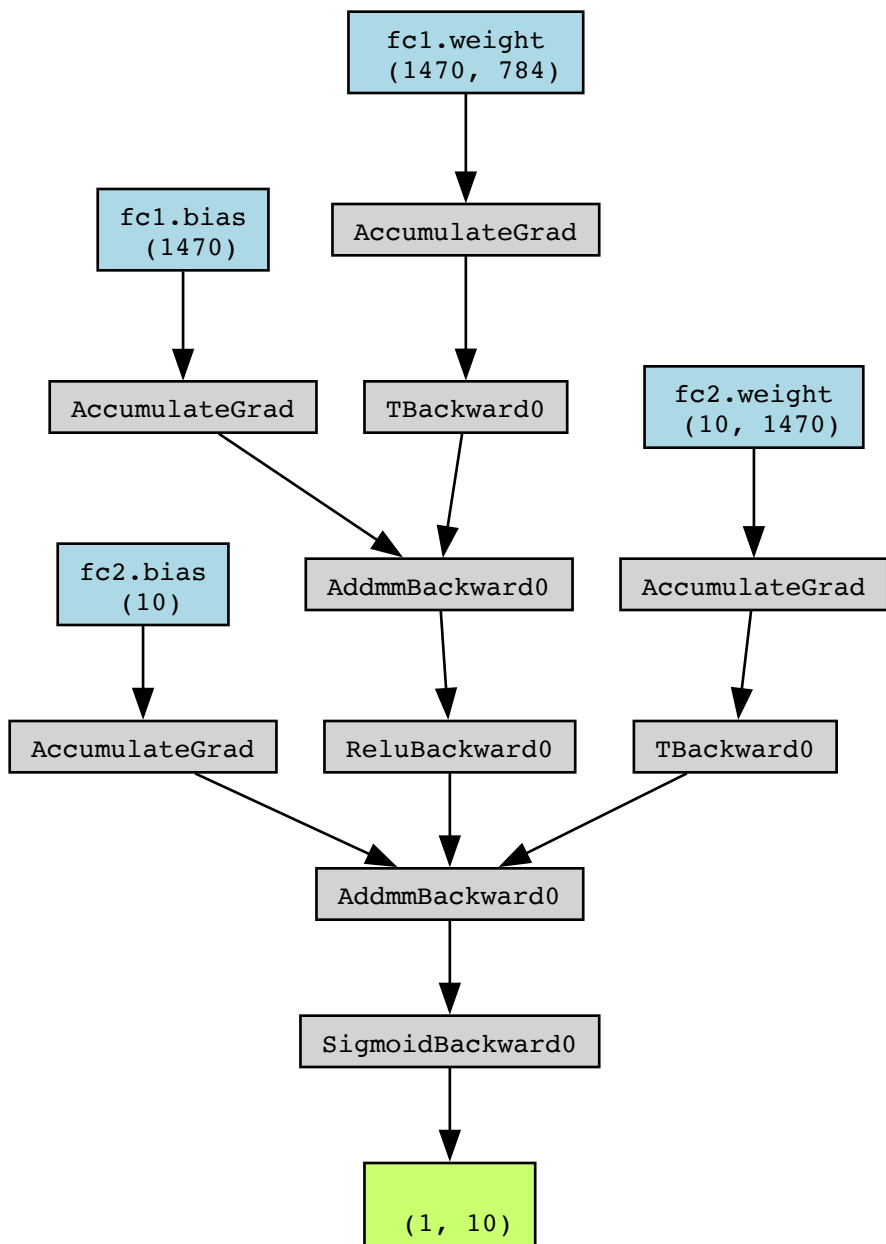 fc1.weight
(1470, 784)
fc1.bias
(1470)
AccumulateGrad
AccumulateGrad
TBackward0
fc2.weight
(10, 1470)
fc2.bias
(10)
AddmmBackward0
AccumulateGrad
AccumulateGrad
ReluBackward0
TBackward0
AddmmBackward0
SigmoidBackward0
(1, 10)